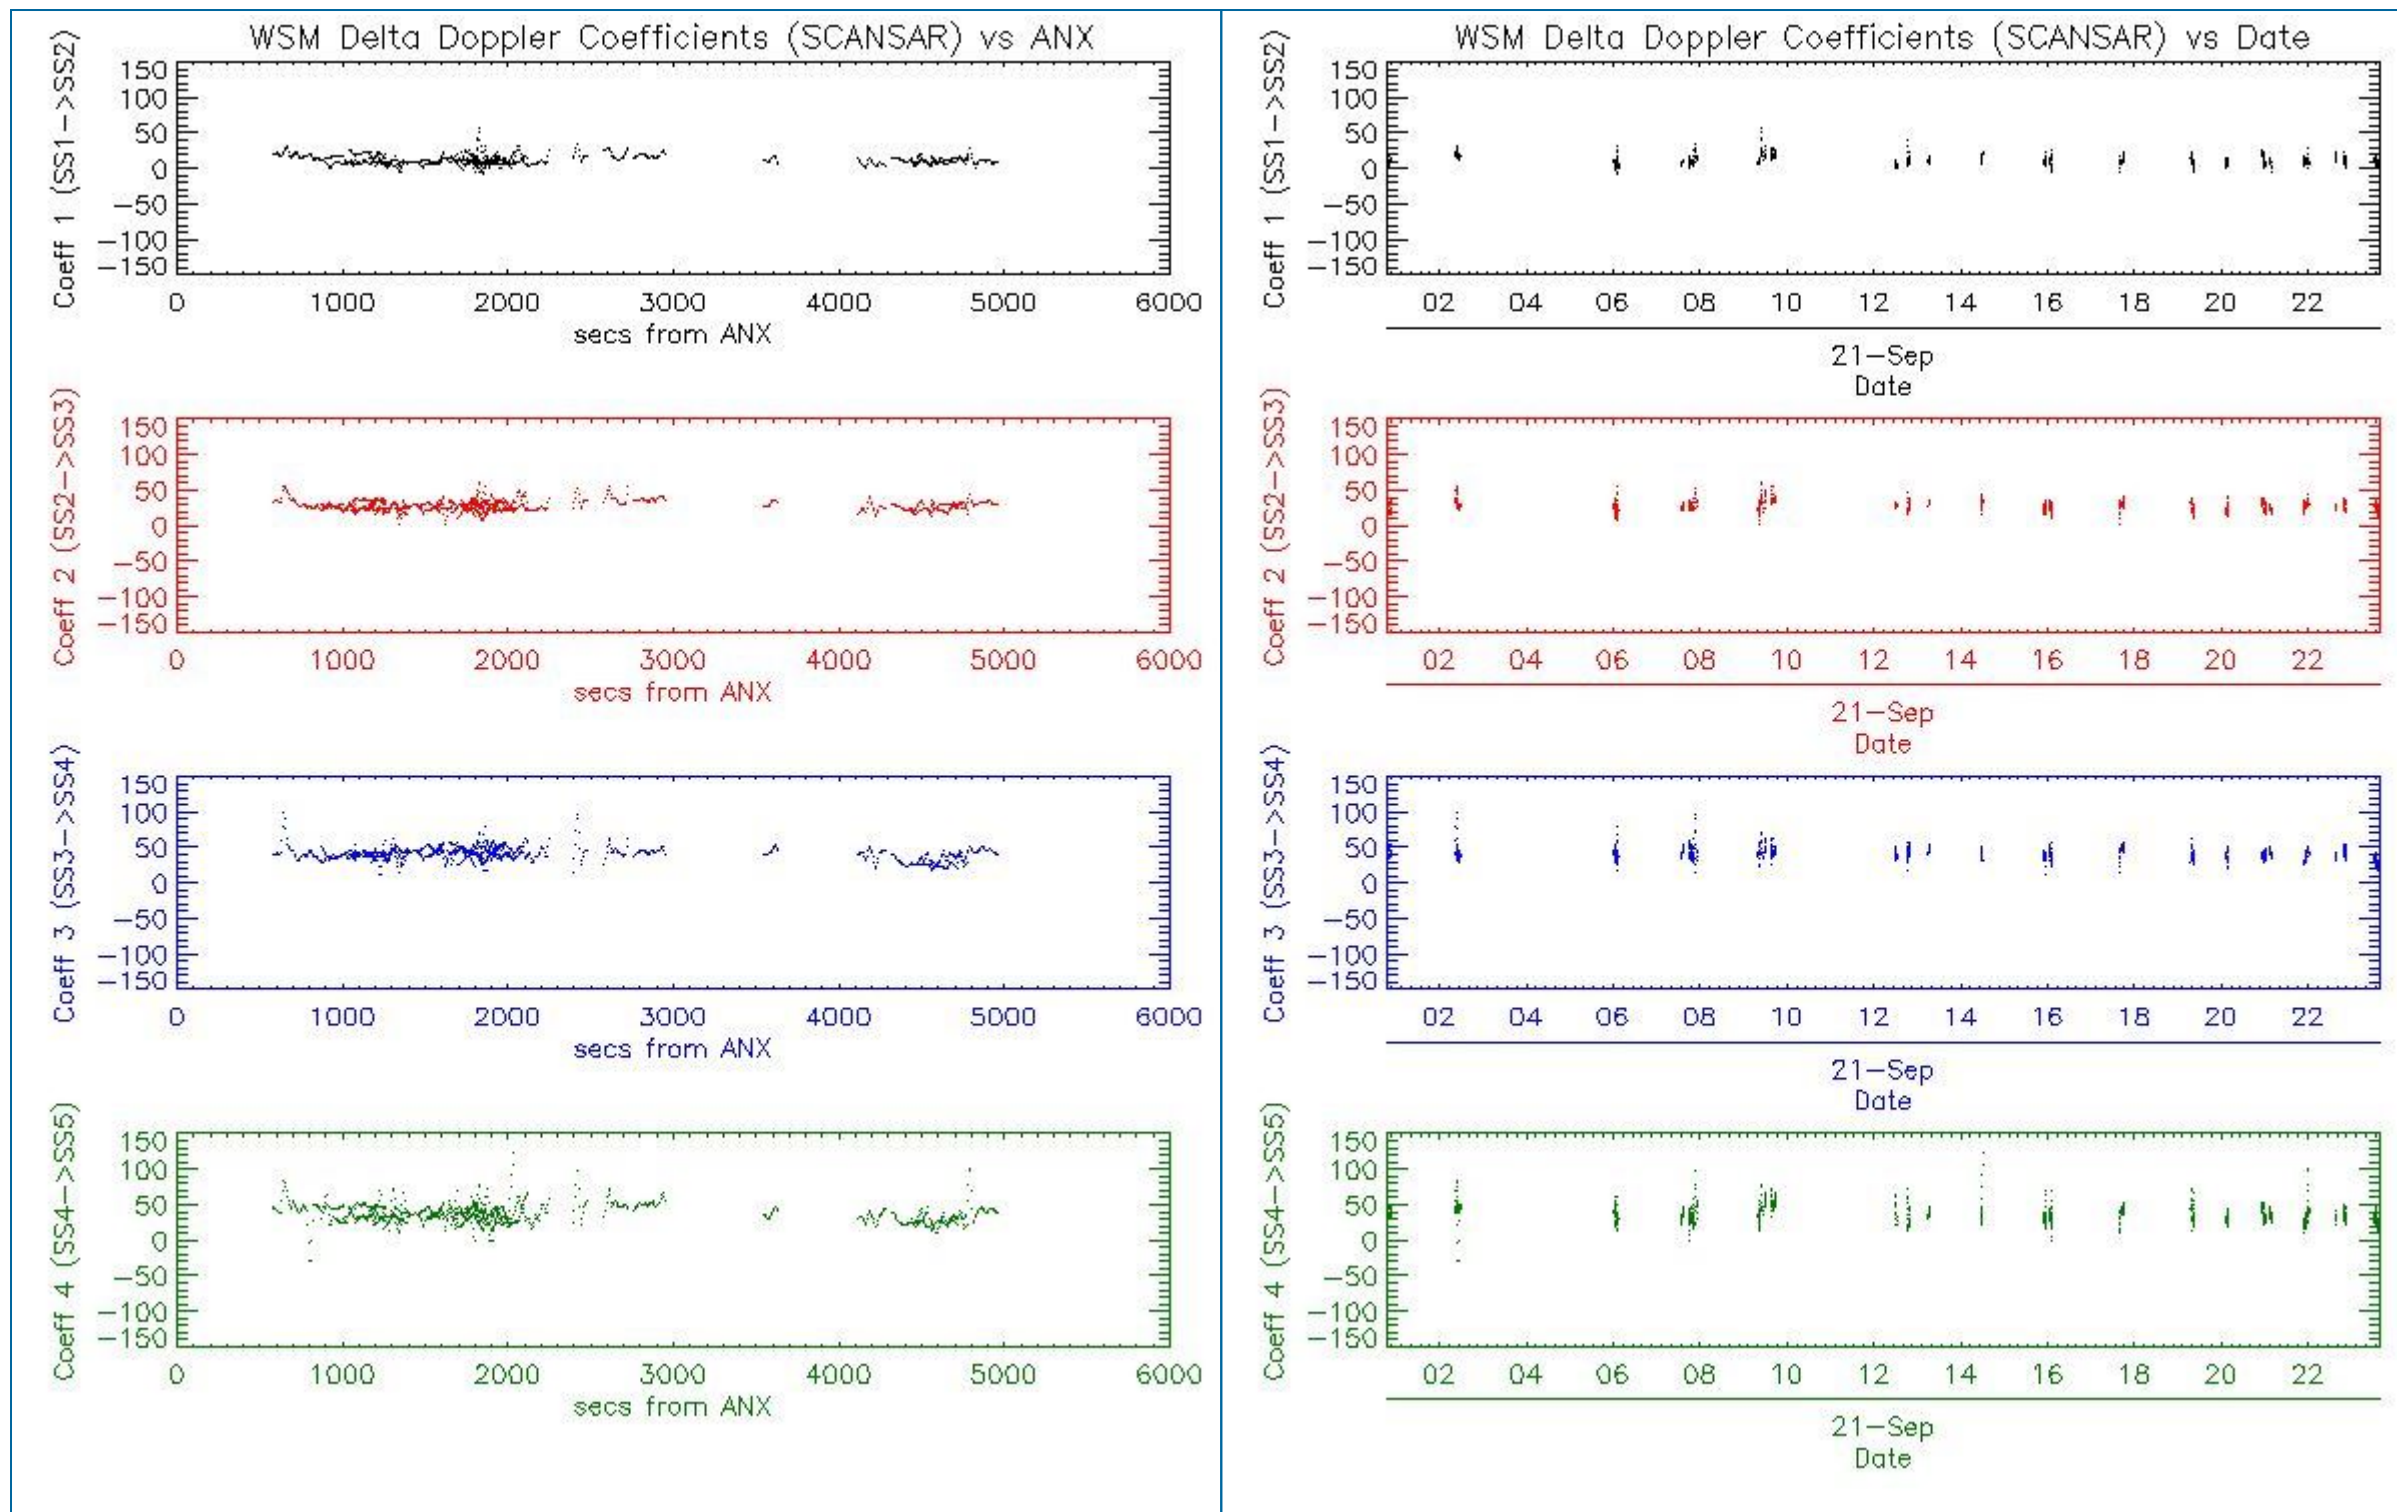 WSM Delta Doppler Coefficients (SCANSAR) vs ANX
Coeff 1 (SS1->SS2)
150
100
50
0
-50
-100
-150
0 1000 2000 3000 4000 5000 6000
secs from ANX
Coeff 2 (SS2->SS3)
150
100
50
0
-50
-100
-150
0 1000 2000 3000 4000 5000 6000
secs from ANX
Coeff 3 (SS3->SS4)
150
100
50
0
-50
-100
-150
0 1000 2000 3000 4000 5000 6000
secs from ANX
Coeff 4 (SS4->SS5)
150
100
50
0
-50
-100
-150
0 1000 2000 3000 4000 5000 6000
secs from ANX
WSM Delta Doppler Coefficients (SCANSAR) vs Date
Coeff 1 (SS1->SS2)
150
100
50
0
-50
-100
-150
02 04 06 08 10 12 14 16 18 20 22
21-Sep
Date
Coeff 2 (SS2->SS3)
150
100
50
0
-50
-100
-150
02 04 06 08 10 12 14 16 18 20 22
21-Sep
Date
Coeff 3 (SS3->SS4)
150
100
50
0
-50
-100
-150
02 04 06 08 10 12 14 16 18 20 22
21-Sep
Date
Coeff 4 (SS4->SS5)
150
100
50
0
-50
-100
-150
02 04 06 08 10 12 14 16 18 20 22
21-Sep
Date